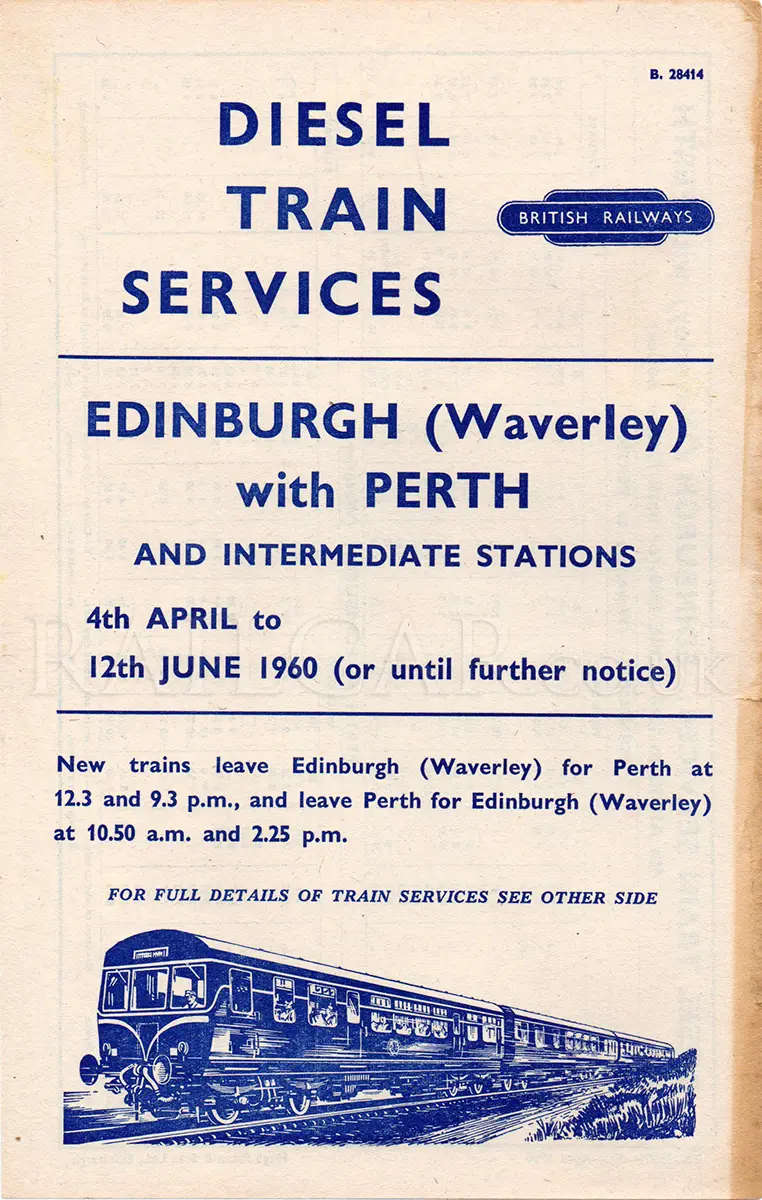 B. 28414
DIESEL
TRAIN
BRITISH RAILWAYS
SERVICES
EDINBURGH (Waverley)
with PERTH
AND INTERMEDIATE STATIONS
4th APRIL to
12th JUNE 1960 (or until further notice)
RAILCAR.co.uk
New trains leave Edinburgh (Waverley) for Perth at
12.3 and 9.3 p.m., and leave Perth for Edinburgh (Waverley)
at 10.50 a.m. and 2.25 p.m.
FOR FULL DETAILS OF TRAIN SERVICES SEE OTHER SIDE